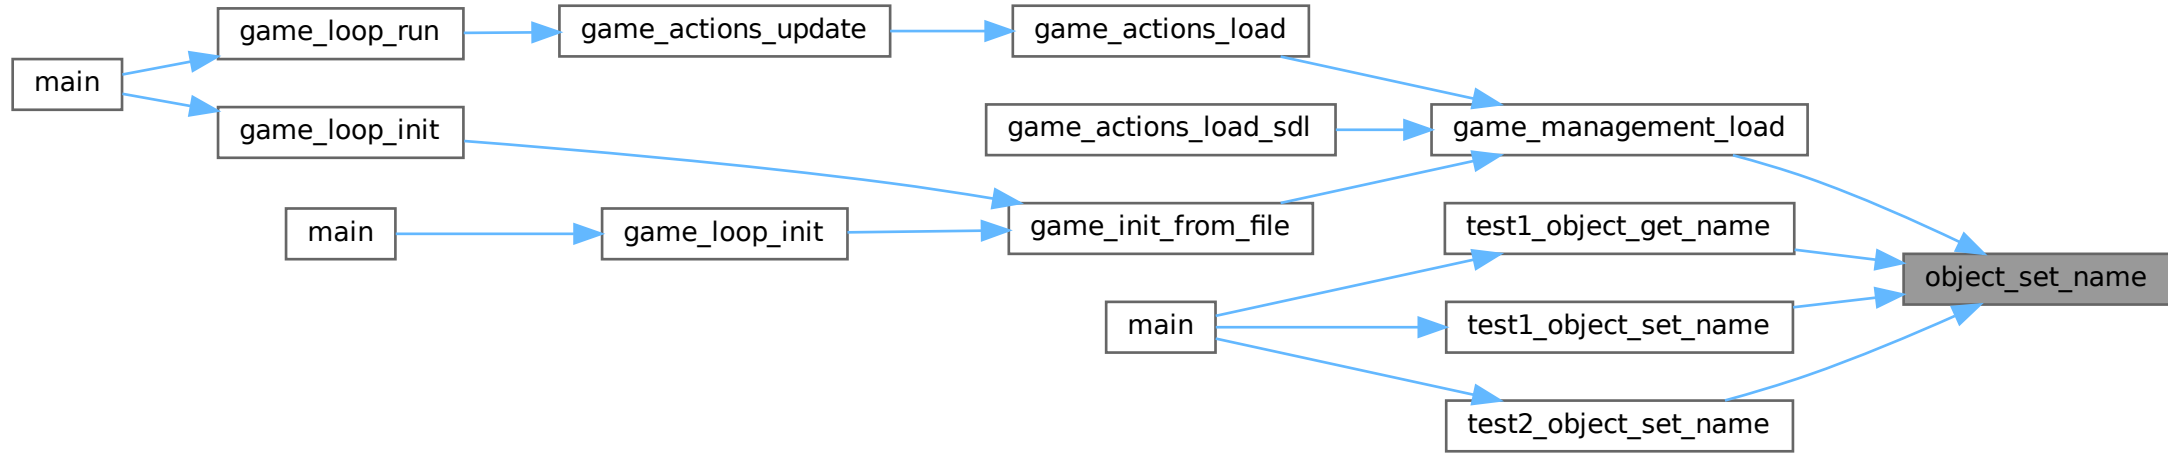 main
game_loop_run
game_actions_update
game_actions_load
game_loop_init
game_actions_load_sdl
game_management_load
main
game_loop_init
game_init_from_file
test1_object_get_name
object_set_name
main
test1_object_set_name
test2_object_set_name